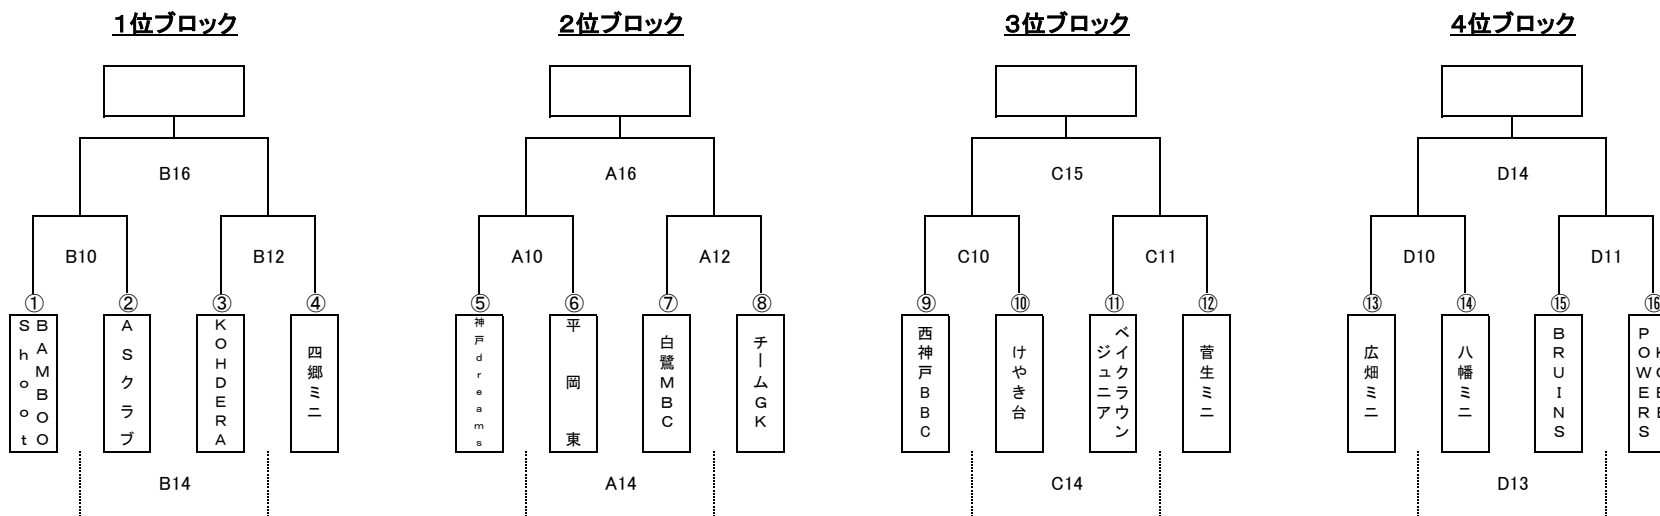 1位ブロック
2位ブロック
3位ブロック
4位ブロック
B16
A16
C15
D14
B10
B12
A10
A12
C10
C11
D10
D11
①
②
③
④
⑤
⑥
⑦
⑧
⑨
⑩
⑪
⑫
⑬
⑭
⑮
⑯
BAMBOO
Shoot
ASクラブ
KOHDERA
四郷ミニ
神戸dreams
平岡東
白鷺MBC
チームGK
西神戸BBC
けやき台
ベイクラウン
ジュニア
菅生ミニ
広畑ミニ
八幡ミニ
BRUINS
KOBE
POWERS
B14
A14
C14
D13